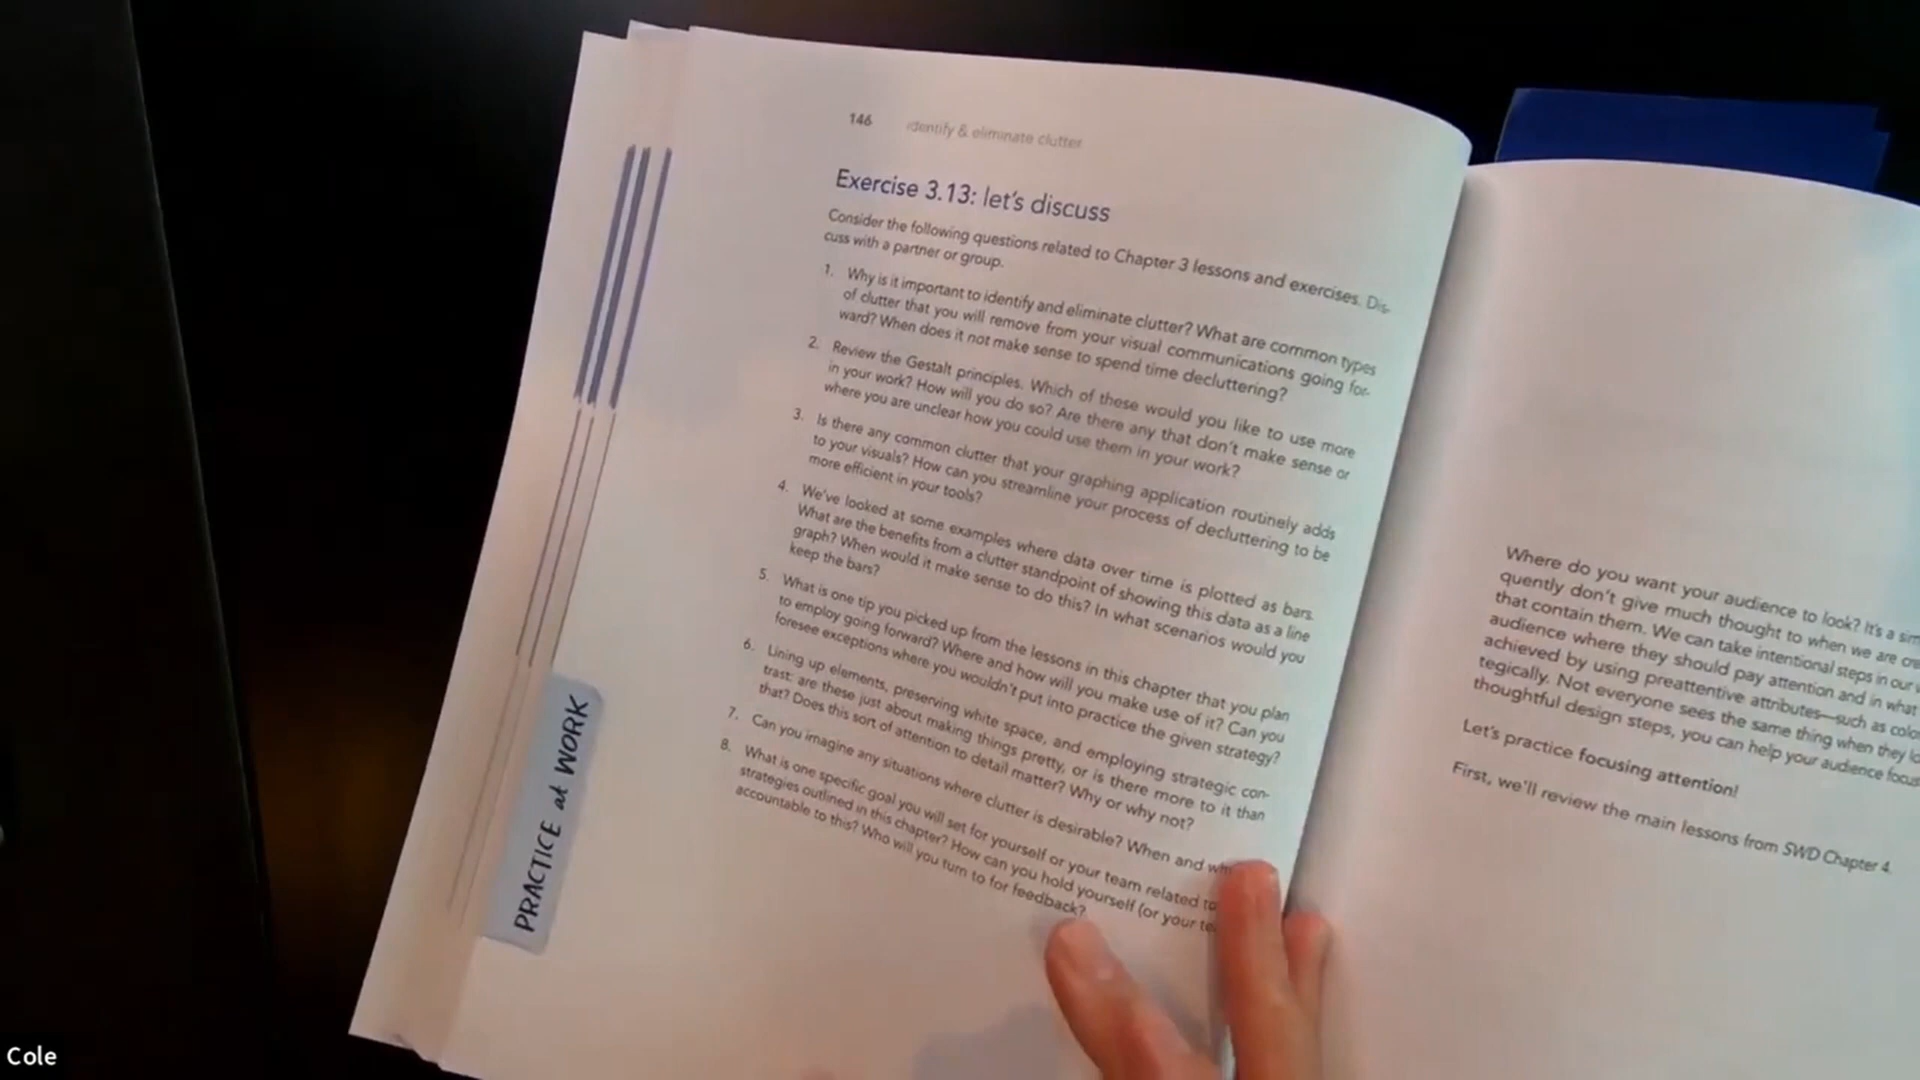 146 identify & eliminate clutter
Exercise 3.13: let's discuss
Consider the following questions related to Chapter 3 lessons and exercises. Dis-
cuss with a partner or group.
1. Why is it important to identify and eliminate clutter? What are common types
of clutter that you will remove from your visual communications going for-
ward? When does it not make sense to spend time decluttering?
2. Review the Gestalt principles. Which of these would you like to use more
in your work? How will you do so? Are there any that don't make sense or
where you are unclear how you could use them in your work?
3. Is there any common clutter that your graphing application routinely adds
to your visuals? How can you streamline your process of decluttering to be
more efficient in your tools?
4. We've looked at some examples where data over time is plotted as bars.
What are the benefits from a clutter standpoint of showing this data as a line
graph? When would it make sense to do this? In what scenarios would you
keep the bars?
5. What is one tip you picked up from the lessons in this chapter that you plan
to employ going forward? Where and how will you make use of it? Can you
foresee exceptions where you wouldn't put into practice the given strategy?
6. Lining up elements, preserving white space, and employing strategic con-
trast: are these just about making things pretty, or is there more to it than
that? Does this sort of attention to detail matter? Why or why not?
7. Can you imagine any situations where clutter is desirable? When and
8. What is one specific goal you will set for yourself or your team related to
strategies outlined in this chapter? How can you hold yourself (or your
accountable to this? Who will you turn to for feedback?
PRACTICE at WORK
Where do you want your audience to look? It's a
quently don't give much thought to when we are
that contain them. We can take intentional steps in our
audience where they should pay attention and in what
achieved by using preattentive attributes—such as
tegically. Not everyone sees the same thing when they
thoughtful design steps, you can help your audience
Let's practice focusing attention!
First, we'll review the main lessons from SWD Chapter 4.
Cole